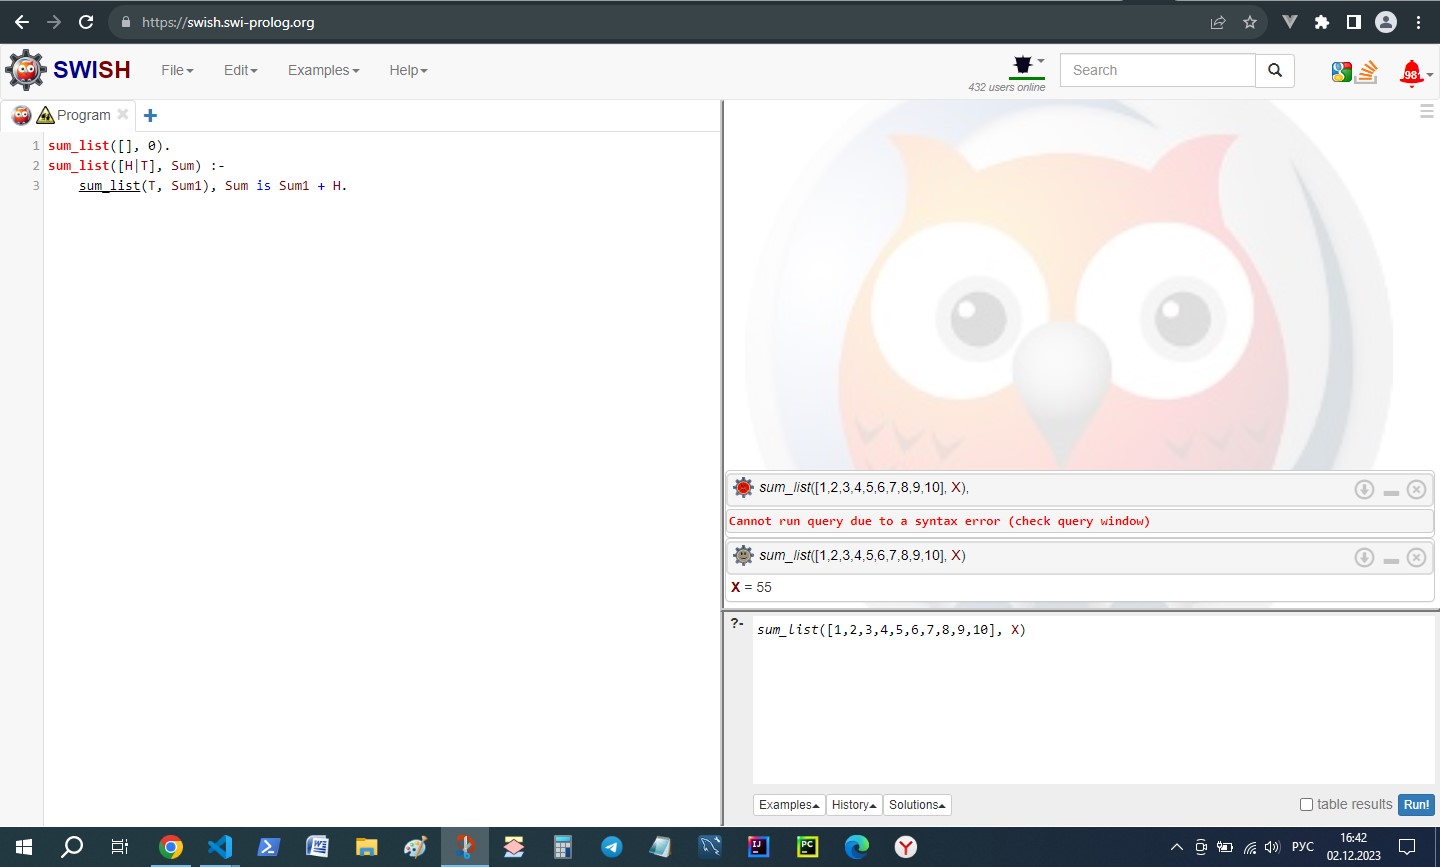 https://swish.swi-prolog.org
SWISH
File Edit Examples Help
432 users online
Search
98+
Program
1 sum_list([], 0).
2 sum_list([H|T], Sum) :-
3 sum_list(T, Sum1), Sum is Sum1 + H.
sum_list([1,2,3,4,5,6,7,8,9,10], X),
Cannot run query due to a syntax error (check query window)
sum_list([1,2,3,4,5,6,7,8,9,10], X)
X = 55
?- sum_list([1,2,3,4,5,6,7,8,9,10], X)
Examples History Solutions
table results Run!
РУС
16:42
02.12.2023